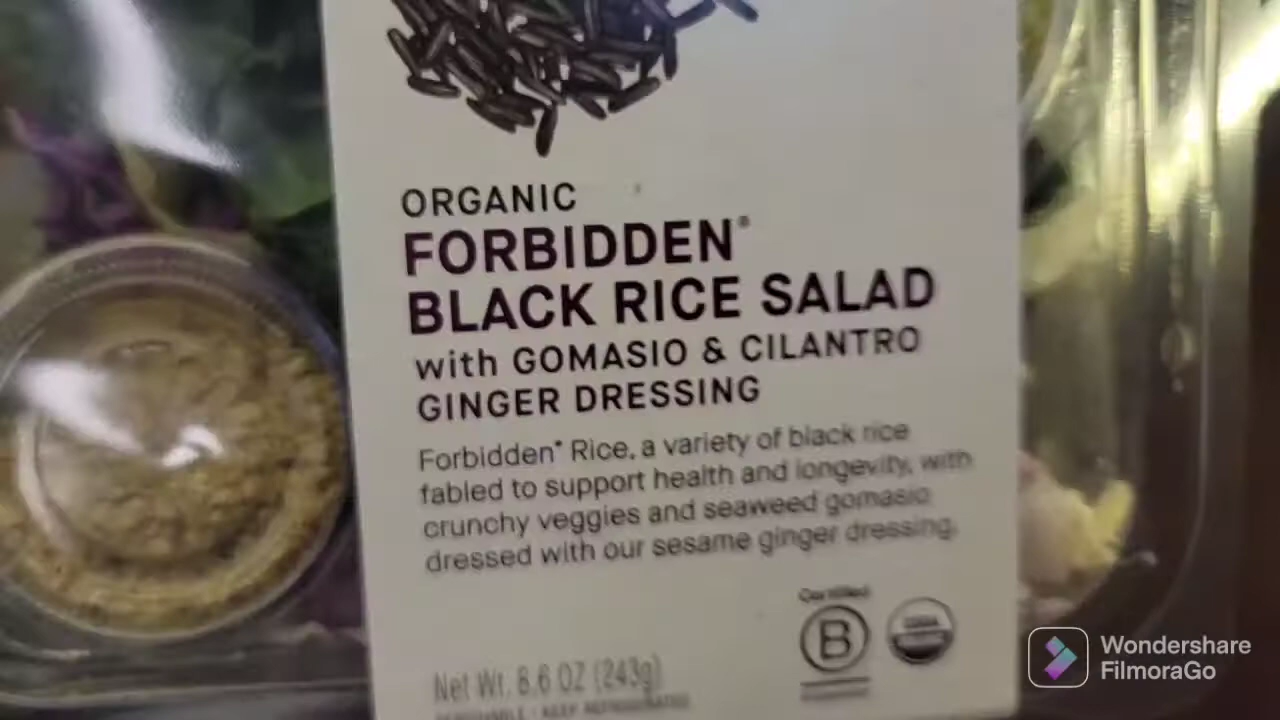 ORGANIC
FORBIDDEN®
BLACK RICE SALAD
with GOMASIO & CILANTRO
GINGER DRESSING
Forbidden® Rice, a variety of black rice
fabled to support health and longevity, with
crunchy veggies and seaweed gomasio
dressed with our sesame ginger dressing.
Certified
B
USDA
Net Wt. 8.6 OZ (243g)
KEEP REFRIGERATED
Wondershare
FilmoraGo